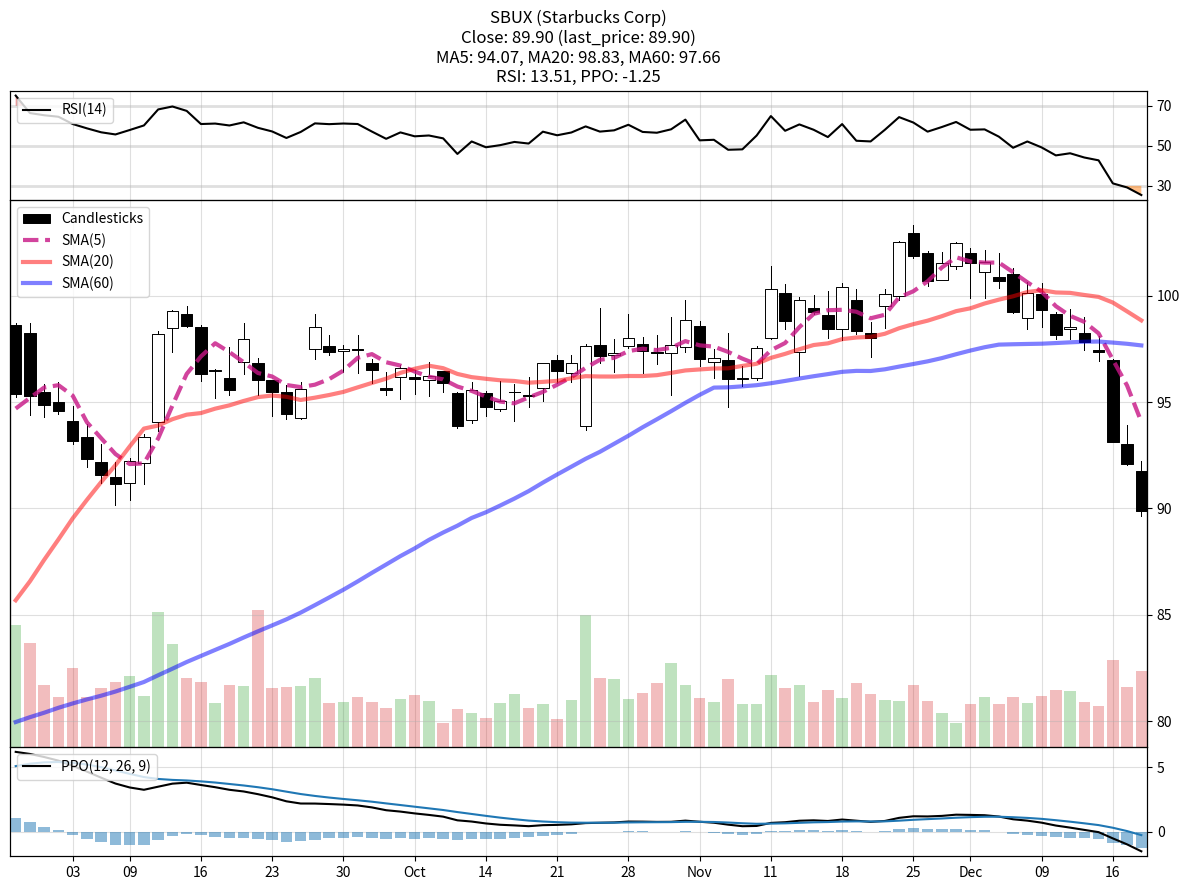 SBUX (Starbucks Corp)
Close: 89.90 (last_price: 89.90)
MA5: 94.07, MA20: 98.83, MA60: 97.66
RSI: 13.51, PPO: -1.25
RSI(14)
70
50
30
Candlesticks
SMA(5)
SMA(20)
SMA(60)
100
95
90
85
80
PPO(12, 26, 9)
5
0
03 09 16 23 30 Oct 14 21 28 Nov 11 18 25 Dec 09 16